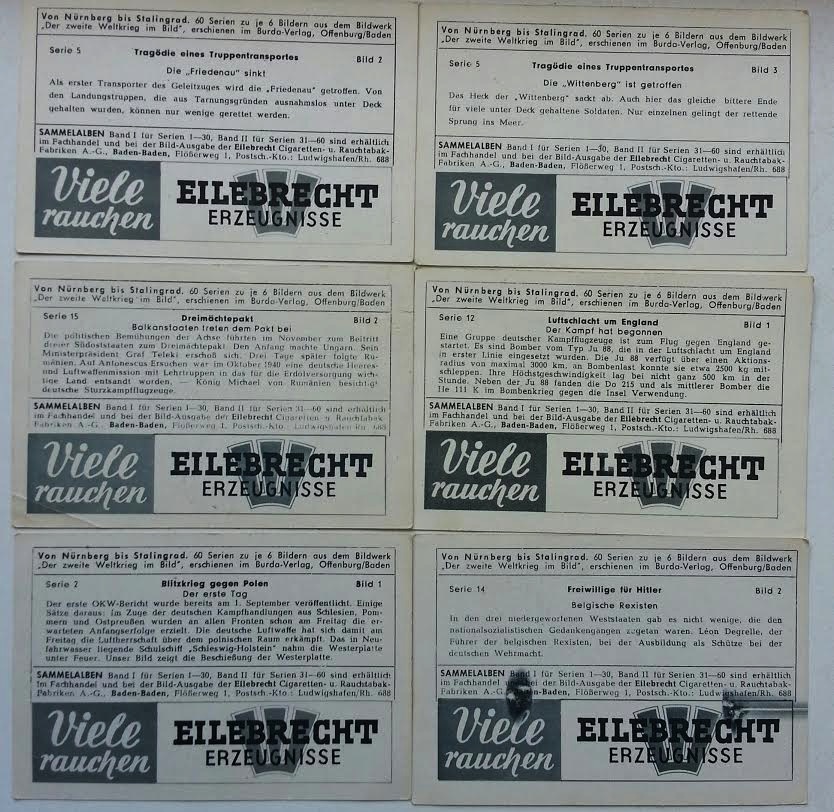 Von Nürnberg bis Stalingrad. 60 Serien zu je 6 Bildern aus dem Bildwerk
„Der zweite Weltkrieg im Bild", erschienen im Burda-Verlag, Offenburg/Baden
Serie 5 Tragödie eines Truppentransportes Bild 2
Die „Friedenau" sinkt
Als erster Transporter des Geleitzuges wird die „Friedenau" getroffen. Von
den Landungstruppen, die aus Tarnungsgründen ausnahmslos unter Deck
gehalten wurden, können nur wenige gerettet werden.
SAMMELALBEN Band I für Serien 1—30, Band II für Serien 31—60 sind erhältlich
im Fachhandel und bei der Bild-Ausgabe der Eilebrecht Cigaretten- u. Rauchtabak-
Fabriken A.-G., Baden-Baden, Flößerweg 1, Postsch.-Kto.: Ludwigshafen/Rh. 688
Viele
rauchen
EILEBRECHT
ERZEUGNISSE
Von Nürnberg bis Stalingrad. 60 Serien zu je 6 Bildern aus dem Bildwerk
„Der zweite Weltkrieg im Bild", erschienen im Burda-Verlag, Offenburg/Baden
Serie 5 Tragödie eines Truppentransportes Bild 3
Die „Wittenberg" ist getroffen
Das Heck der „Wittenberg" sackt ab. Auch hier das gleiche bittere Ende
für viele unter Deck gehaltene Soldaten. Nur einzelnen gelingt der rettende
Sprung ins Meer.
SAMMELALBEN Band I für Serien 1—30, Band II für Serien 31—60 sind erhältlich
im Fachhandel und bei der Bild-Ausgabe der Eilebrecht Cigaretten- u. Rauchtabak-
Fabriken A.-G., Baden-Baden, Flößerweg 1, Postsch.-Kto.: Ludwigshafen/Rh. 688
Viele
rauchen
EILEBRECHT
ERZEUGNISSE
Von Nürnberg bis Stalingrad. 60 Serien zu je 6 Bildern aus dem Bildwerk
„Der zweite Weltkrieg im Bild", erschienen im Burda-Verlag, Offenburg/Baden
Serie 15 Dreimächtepakt Bild 2
Balkanstaaten treten dem Pakt bei
Die politischen Bemühungen der Achse führten im November zum Beitritt
dreier Südoststaaten zum Dreimächtepakt. Den Anfang machte Ungarn. Sein
Ministerpräsident Graf Teleki erschoß sich. Drei Tage später folgte Ru-
mänien. Auf Antonescus Ersuchen war im Oktober 1940 eine deutsche Heeres-
und Luftwaffenmission mit Lehrtruppen in das für die Erdölversorgung wich-
tige Land entsandt worden. — König Michael von Rumänien besichtigt
deutsche Sturzkampfflugzeuge.
SAMMELALBEN Band I für Serien 1—30, Band II für Serien 31—60 sind erhältlich
im Fachhandel und bei der Bild-Ausgabe der Eilebrecht Cigaretten- u. Rauchtabak-
Fabriken A.-G., Baden-Baden, Flößerweg 1, Postsch.-Kto.: Ludwigshafen/Rh. 688
Viele
rauchen
EILEBRECHT
ERZEUGNISSE
Von Nürnberg bis Stalingrad. 60 Serien zu je 6 Bildern aus dem Bildwerk
„Der zweite Weltkrieg im Bild", erschienen im Burda-Verlag, Offenburg/Baden
Serie 12 Luftschlacht um England Bild 1
Der Kampf hat begonnen
Eine Gruppe deutscher Kampfflugzeuge ist zum Flug gegen England ge-
startet. Es sind Bomber vom Typ Ju 88, die in der Luftschlacht um England
in erster Linie eingesetzt wurden. Die Ju 88 verfügt über einen Aktions-
radius von maximal 3000 km, an Bombenlast konnte sie etwa 2500 kg mit-
schleppen. Ihre Höchstgeschwindigkeit lag bei nicht ganz 500 km in der
Stunde. Neben der Ju 88 fanden die Do 215 und als mittlerer Bomber die
He 111 K im Bombenkrieg gegen die Insel Verwendung.
SAMMELALBEN Band I für Serien 1—30, Band II für Serien 31—60 sind erhältlich
im Fachhandel und bei der Bild-Ausgabe der Eilebrecht Cigaretten- u. Rauchtabak-
Fabriken A.-G., Baden-Baden, Flößerweg 1, Postsch.-Kto.: Ludwigshafen/Rh. 688
Viele
rauchen
EILEBRECHT
ERZEUGNISSE
Von Nürnberg bis Stalingrad. 60 Serien zu je 6 Bildern aus dem Bildwerk
„Der zweite Weltkrieg im Bild", erschienen im Burda-Verlag, Offenburg/Baden
Serie 2 Blitzkrieg gegen Polen Bild 1
Der erste Tag
Der erste OKW-Bericht wurde bereits am 1. September veröffentlicht. Einige
Sätze daraus: im Zuge der deutschen Kampfhandlungen aus Schlesien, Pom-
mern und Ostpreußen wurden an allen Fronten schon am Freitag die er-
warteten Anfangserfolge erzielt. Die deutsche Luftwaffe hat sich damit am
Freitag die Luftherrschaft über dem polnischen Raum erkämpft. Das in Neu-
fahrwasser liegende Schulschiff „Schleswig-Holstein" nahm die Westerplatte
unter Feuer. Unser Bild zeigt die Beschießung der Westerplatte.
SAMMELALBEN Band I für Serien 1—30, Band II für Serien 31—60 sind erhältlich
im Fachhandel und bei der Bild-Ausgabe der Eilebrecht Cigaretten- u. Rauchtabak-
Fabriken A.-G., Baden-Baden, Flößerweg 1, Postsch.-Kto.: Ludwigshafen/Rh. 688
Viele
rauchen
EILEBRECHT
ERZEUGNISSE
Von Nürnberg bis Stalingrad. 60 Serien zu je 6 Bildern aus dem Bildwerk
„Der zweite Weltkrieg im Bild", erschienen im Burda-Verlag, Offenburg/Baden
Serie 14 Freiwillige für Hitler Bild 2
Belgische Rexisten
In den drei niedergeworfenen Weststaaten gab es nicht wenige, die den
nationalsozialistischen Gedankengängen zugetan waren. Léon Degrelle, der
Führer der belgischen Rexisten, bei der Ausbildung als Schütze bei der
deutschen Wehrmacht.
SAMMELALBEN Band I für Serien 1—30, Band II für Serien 31—60 sind erhältlich
im Fachhandel und bei der Bild-Ausgabe der Eilebrecht Cigaretten- u. Rauchtabak-
Fabriken A.-G. en-Baden, Flößerweg 1, Postsch.-Kto.: Ludwigshafen/Rh. 688
Viele
rauchen
EILEBRECHT
ERZEUGNISSE